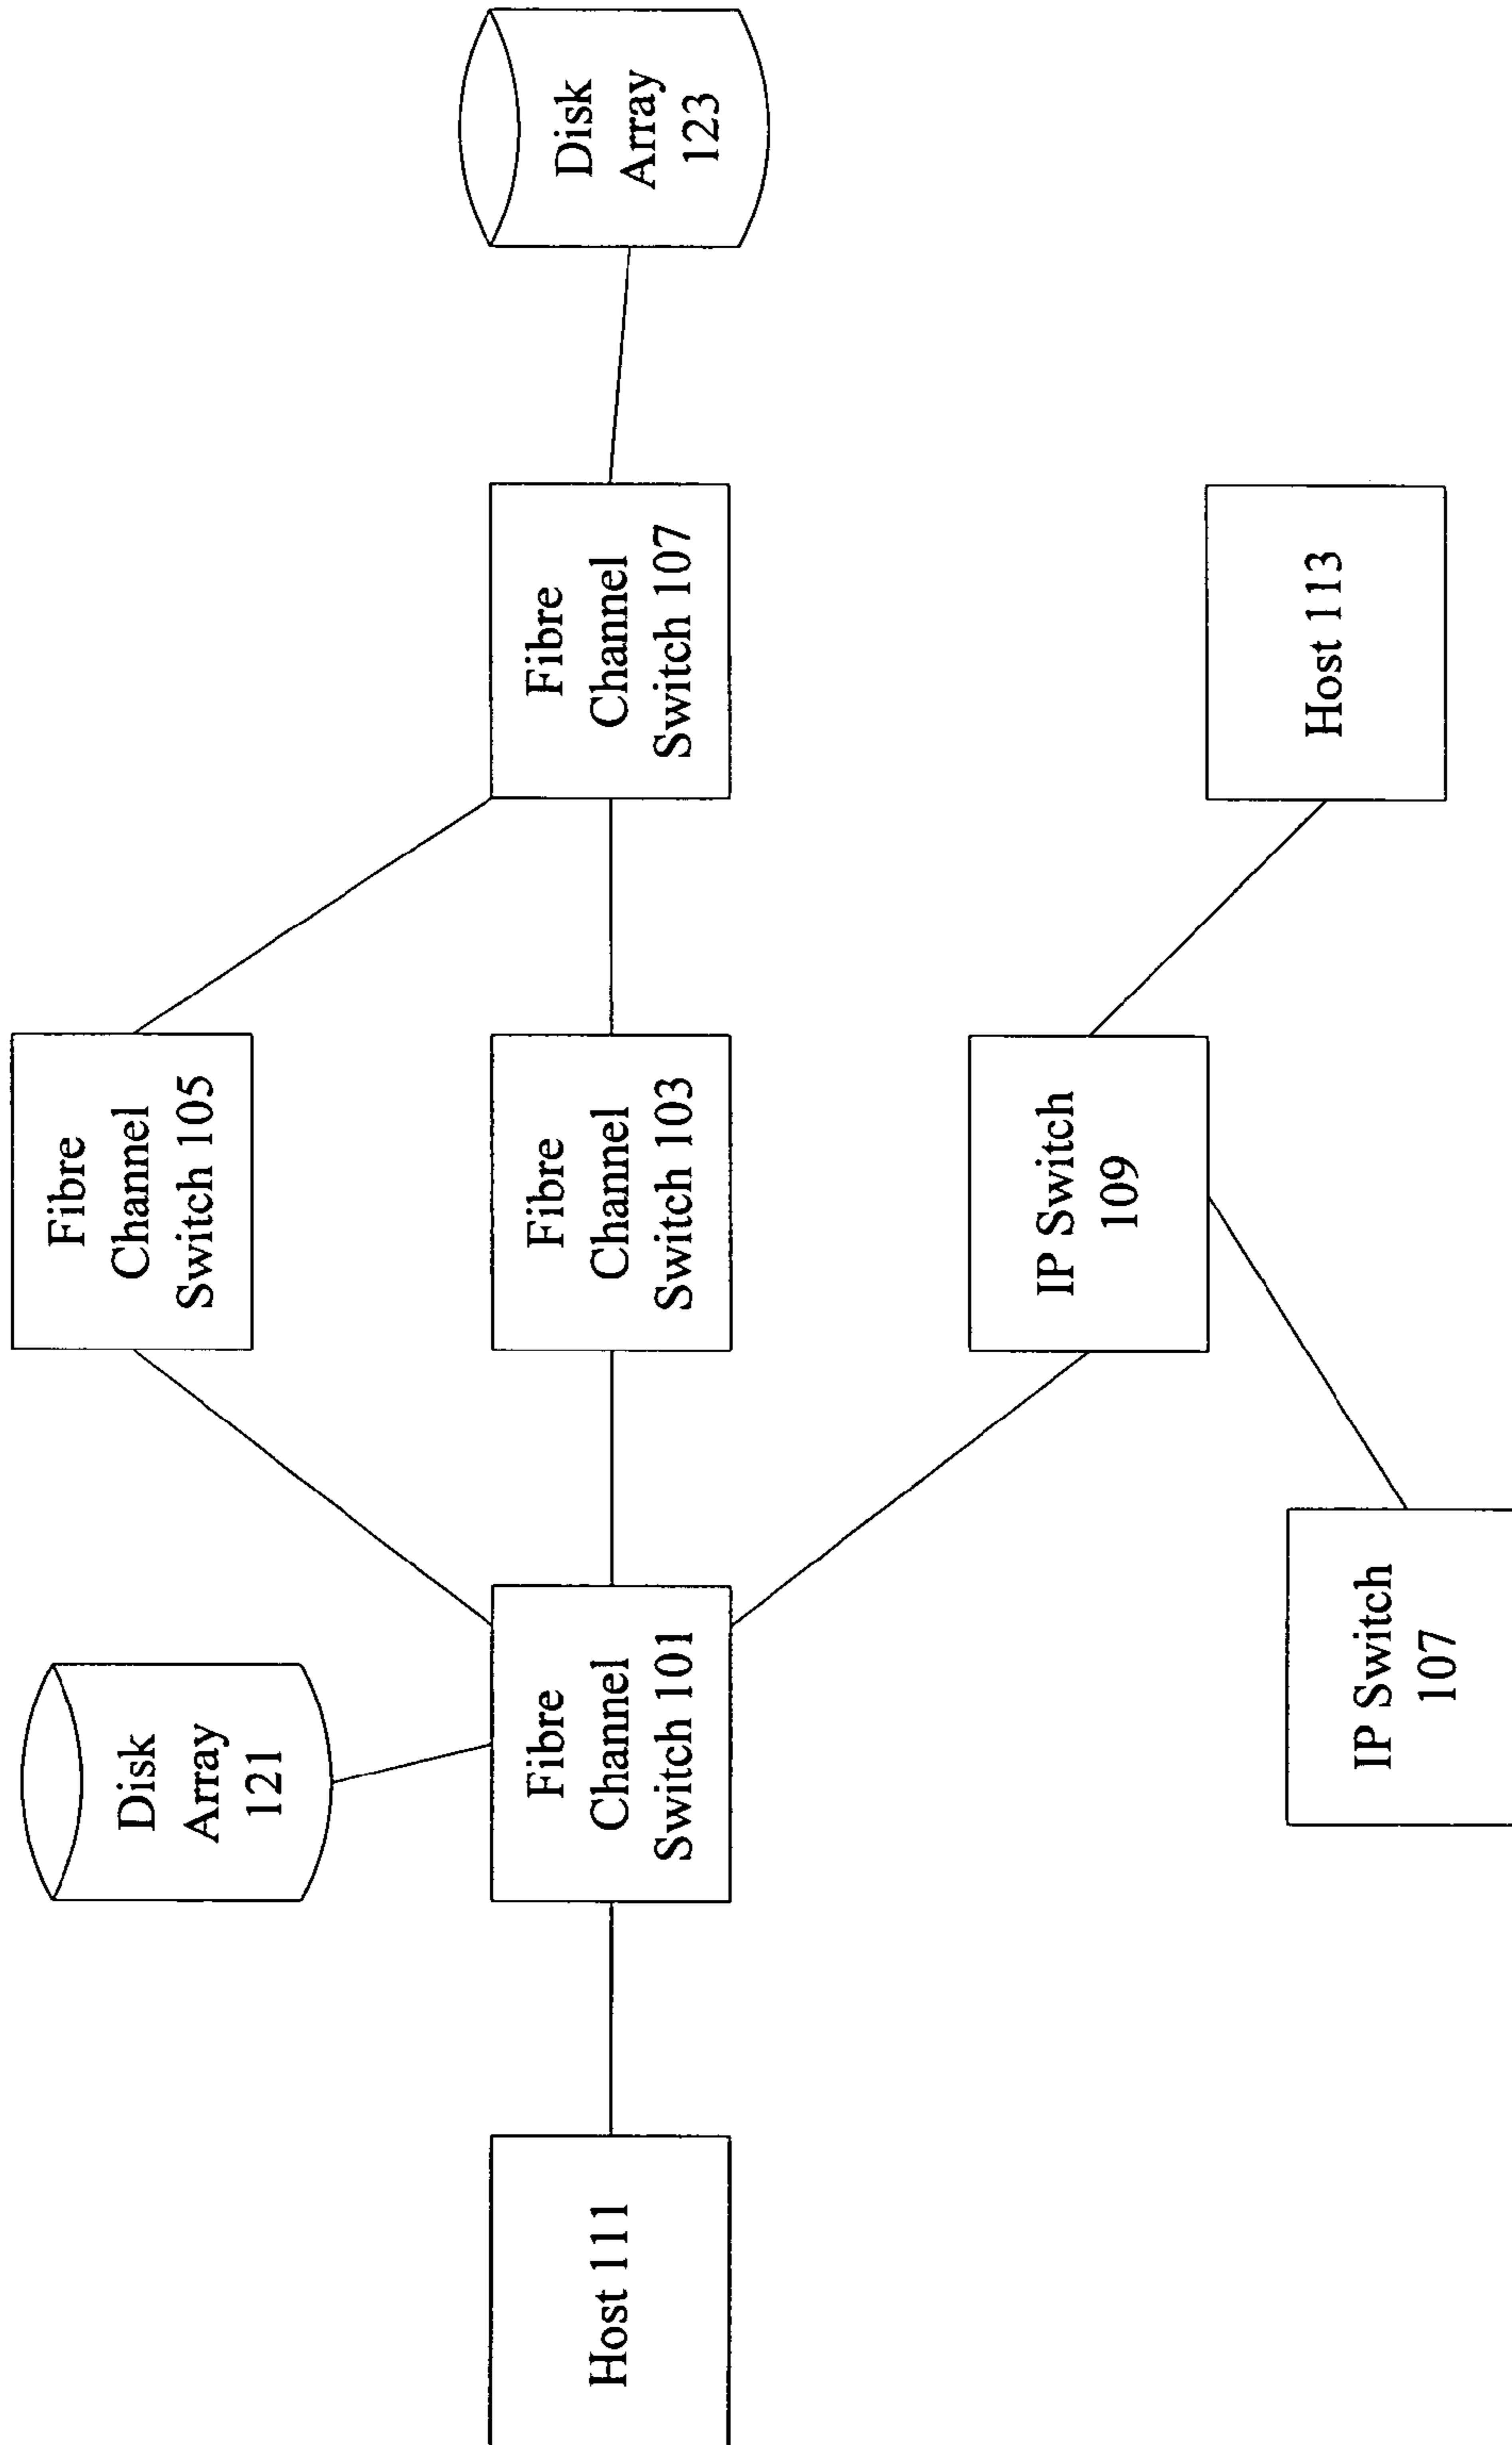 Disk
Array
121
Fibre
Channel
Switch 105
Host 111
Fibre
Channel
Switch 101
Fibre
Channel
Switch 103
Fibre
Channel
Switch 107
Disk
Array
123
IP Switch
109
IP Switch
107
Host 113